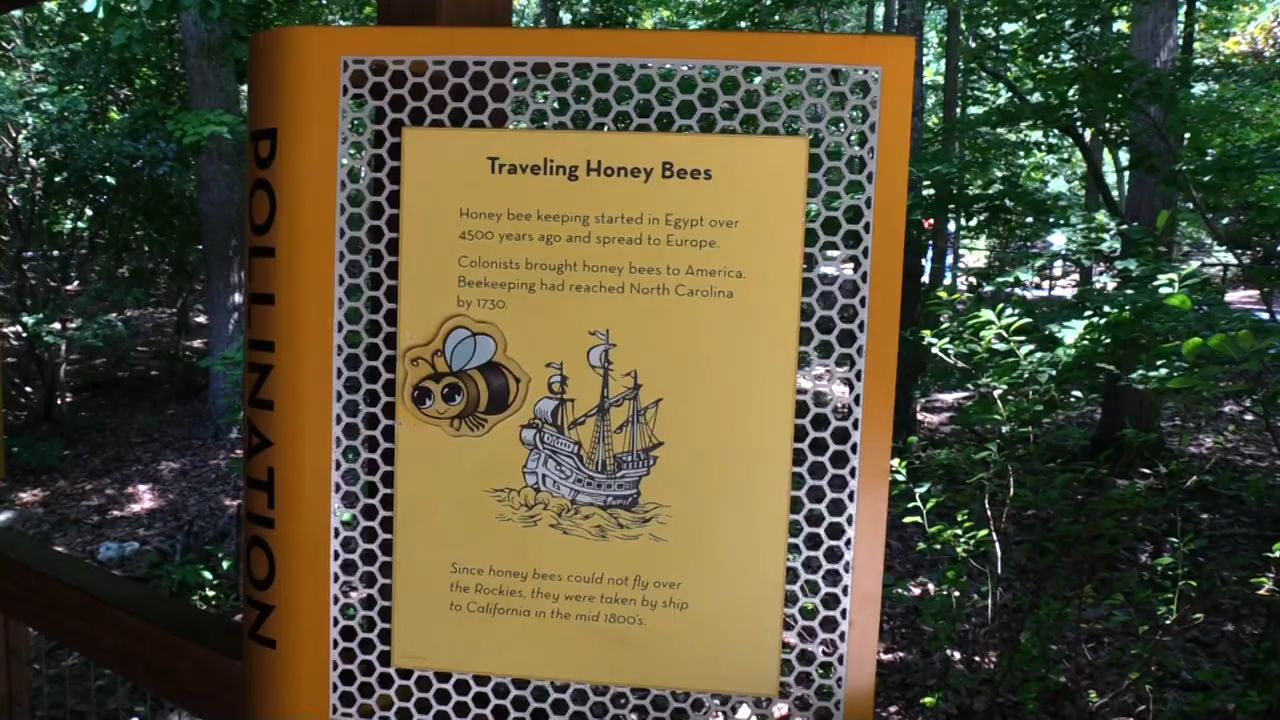 POLLINATION
Traveling Honey Bees
Honey bee keeping started in Egypt over
4500 years ago and spread to Europe.
Colonists brought honey bees to America.
Beekeeping had reached North Carolina
by 1730.
Since honey bees could not fly over
the Rockies, they were taken by ship
to California in the mid 1800's.